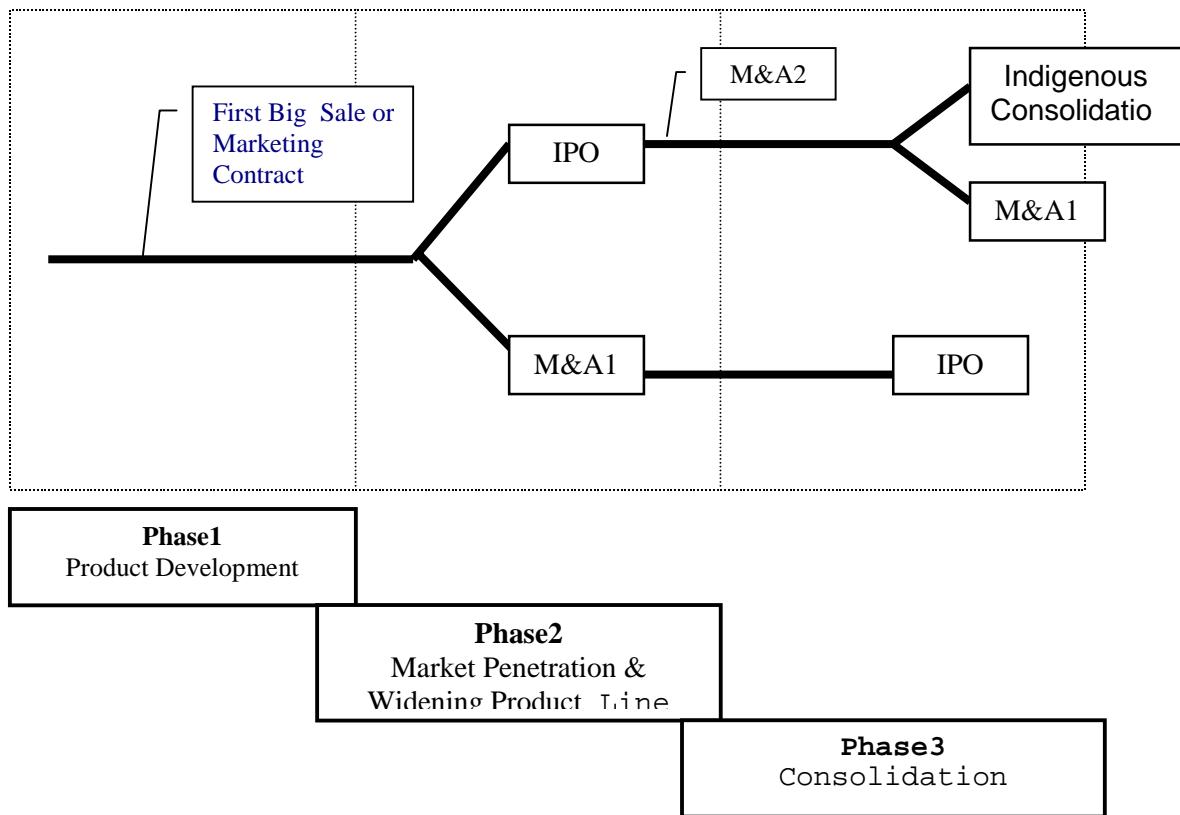 First Big Sale or
Marketing
Contract
IPO
M&A2
Indigenous
Consolidatio
M&A1
M&A1
IPO
Phase1
Product Development
Phase2
Market Penetration &
Widening Product Line
Phase3
Consolidation